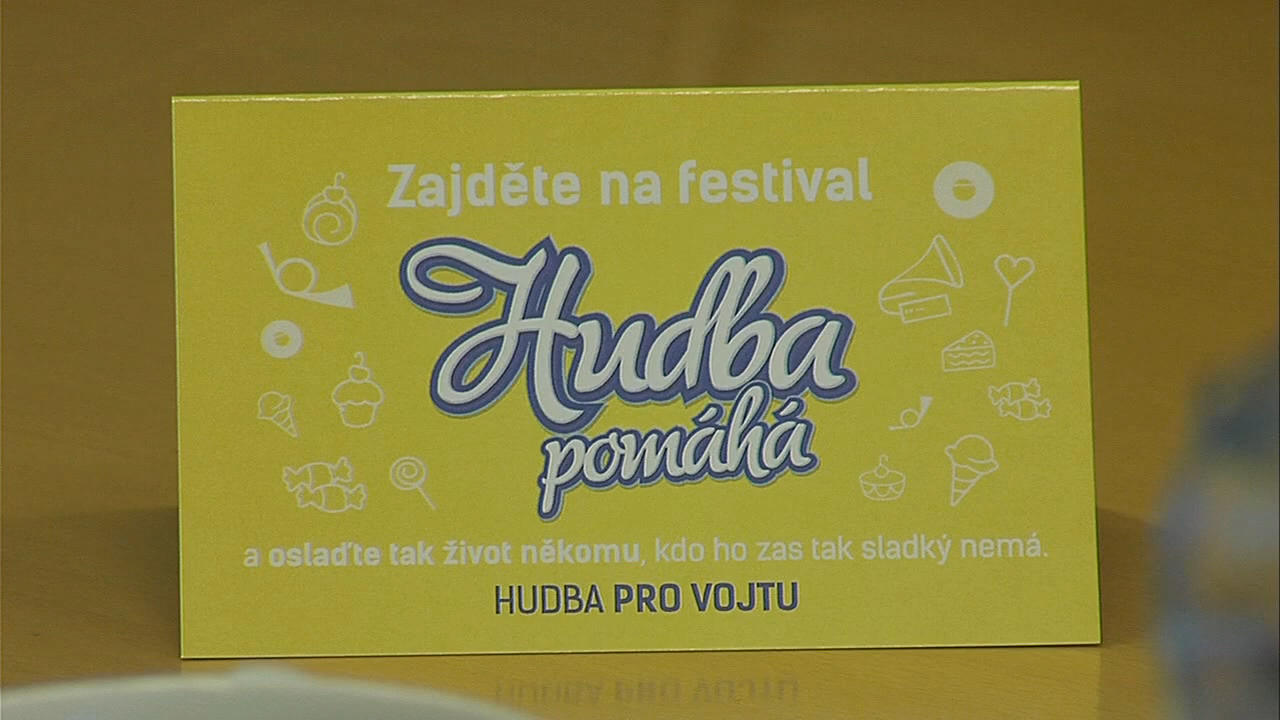 Zajděte na festival
Hudba
pomáhá
a oslaďte tak život někomu, kdo ho zas tak sladký nemá.
HUDBA PRO VOJTU